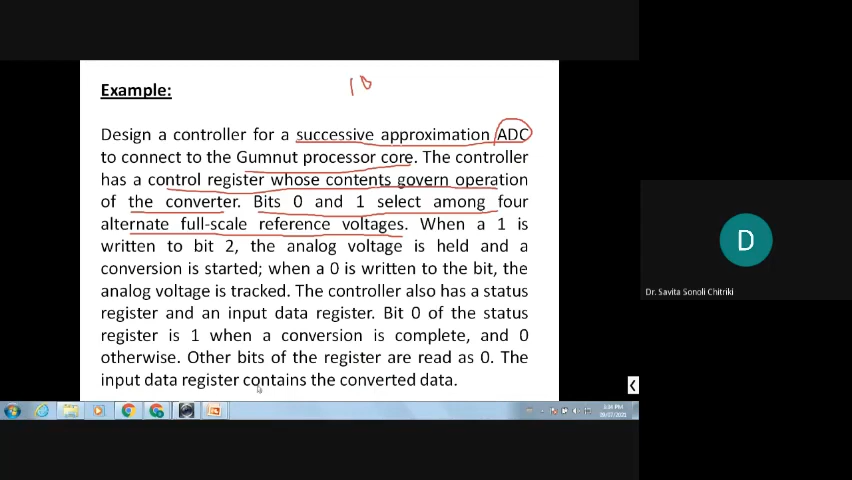 Example:
Design a controller for a successive approximation ADC
to connect to the Gumnut processor core. The controller
has a control register whose contents govern operation
of the converter. Bits 0 and 1 select among four
alternate full-scale reference voltages. When a 1 is
written to bit 2, the analog voltage is held and a
conversion is started; when a 0 is written to the bit, the
analog voltage is tracked. The controller also has a status
register and an input data register. Bit 0 of the status
register is 1 when a conversion is complete, and 0
otherwise. Other bits of the register are read as 0. The
input data register contains the converted data.
D
Dr. Savita Sonoli Chitriki